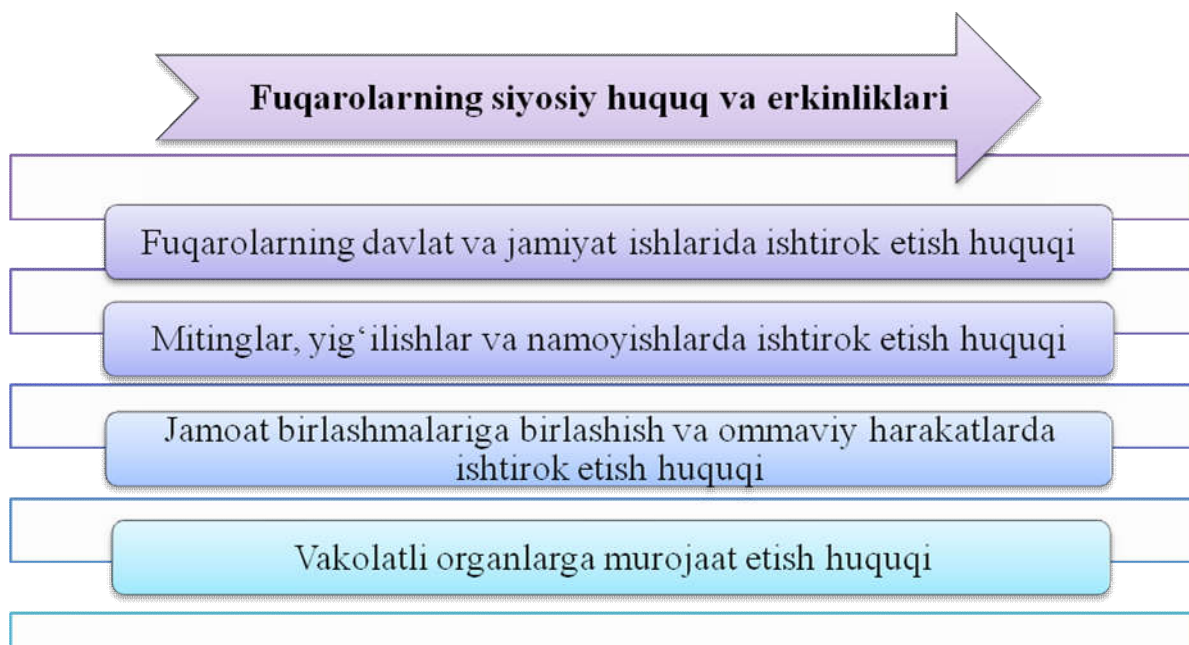 Fuqarolarning siyosiy huquq va erkinliklari
Fuqarolarning davlat va jamiyat ishlarida ishtirok etish huquqi
Mitinglar, yig‘ilishlar va namoyishlarda ishtirok etish huquqi
Jamoat birlashmalariga birlashish va ommaviy harakatlarda
ishtirok etish huquqi
Vakolatli organlarga murojaat etish huquqi